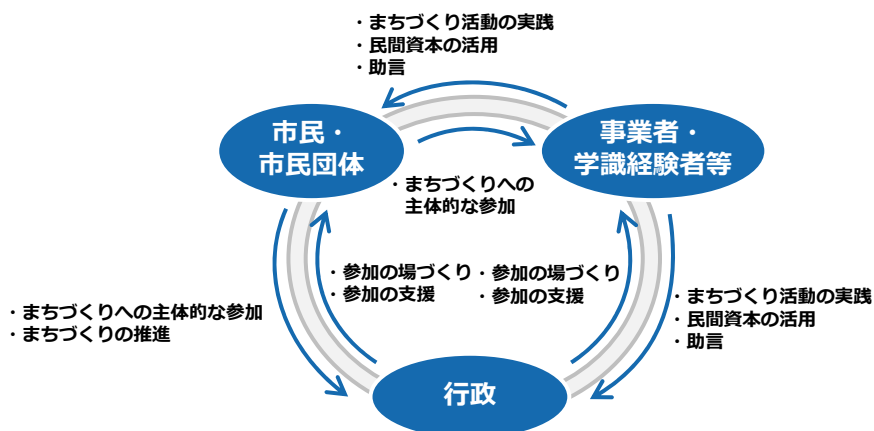 ・まちづくり活動の実践
・民間資本の活用
・助言
市民・
市民団体
事業者・
学識経験者等
・まちづくりへの
主体的な参加
・参加の場づくり
・参加の支援
・参加の場づくり
・参加の支援
・まちづくりへの主体的な参加
・まちづくりの推進
・まちづくり活動の実践
・民間資本の活用
・助言
行政